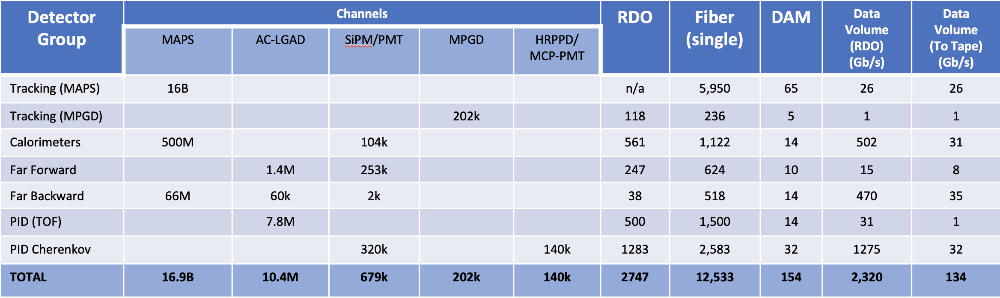 Detector Group
Channels
RDO
Fiber (single)
DAM
Data Volume (RDO) (Gb/s)
Data Volume (To Tape) (Gb/s)
MAPS
AC-LGAD
SiPM/PMT
MPGD
HRPPD/ MCP-PMT
Tracking (MAPS) 16B n/a 5,950 65 26 26
Tracking (MPGD) 202k 118 236 5 1 1
Calorimeters 500M 104k 561 1,122 14 502 31
Far Forward 1.4M 253k 247 624 10 15 8
Far Backward 66M 60k 2k 38 518 14 470 35
PID (TOF) 7.8M 500 1,500 14 31 1
PID Cherenkov 320k 140k 1283 2,583 32 1275 32
TOTAL 16.9B 10.4M 679k 202k 140k 2747 12,533 154 2,320 134